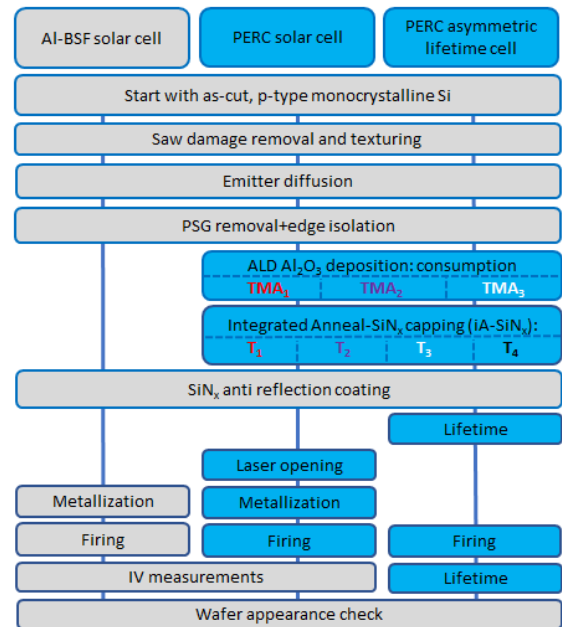 Al-BSF solar cell
PERC solar cell
PERC asymmetric
lifetime cell
Start with as-cut, p-type monocrystalline Si
Saw damage removal and texturing
Emitter diffusion
PSG removal+edge isolation
ALD Al₂O₃ deposition: consumption
TMA₁ TMA₂ TMA₃
Integrated Anneal-SiNₓ capping (iA-SiNₓ):
T₁ T₂ T₃ T₄
SiNₓ anti reflection coating
Lifetime
Laser opening
Metallization Metallization
Firing Firing Firing
IV measurements Lifetime
Wafer appearance check